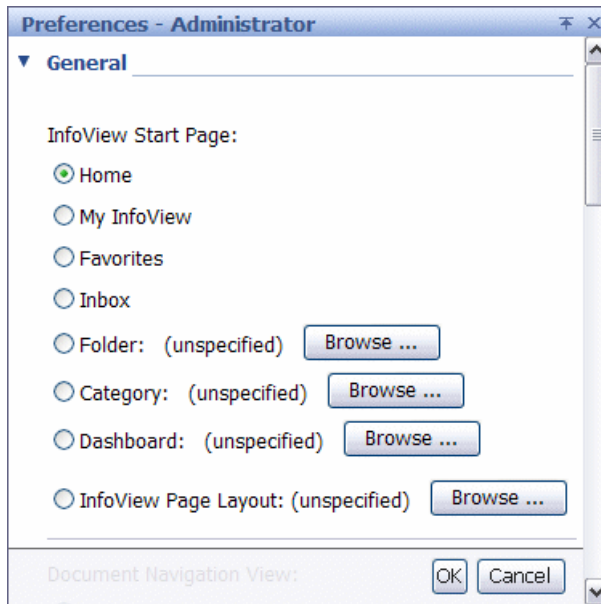 Preferences - Administrator
General
InfoView Start Page:
Home
My InfoView
Favorites
Inbox
Folder: (unspecified) Browse ...
Category: (unspecified) Browse ...
Dashboard: (unspecified) Browse ...
InfoView Page Layout: (unspecified) Browse ...
Document Navigation View:
OK Cancel